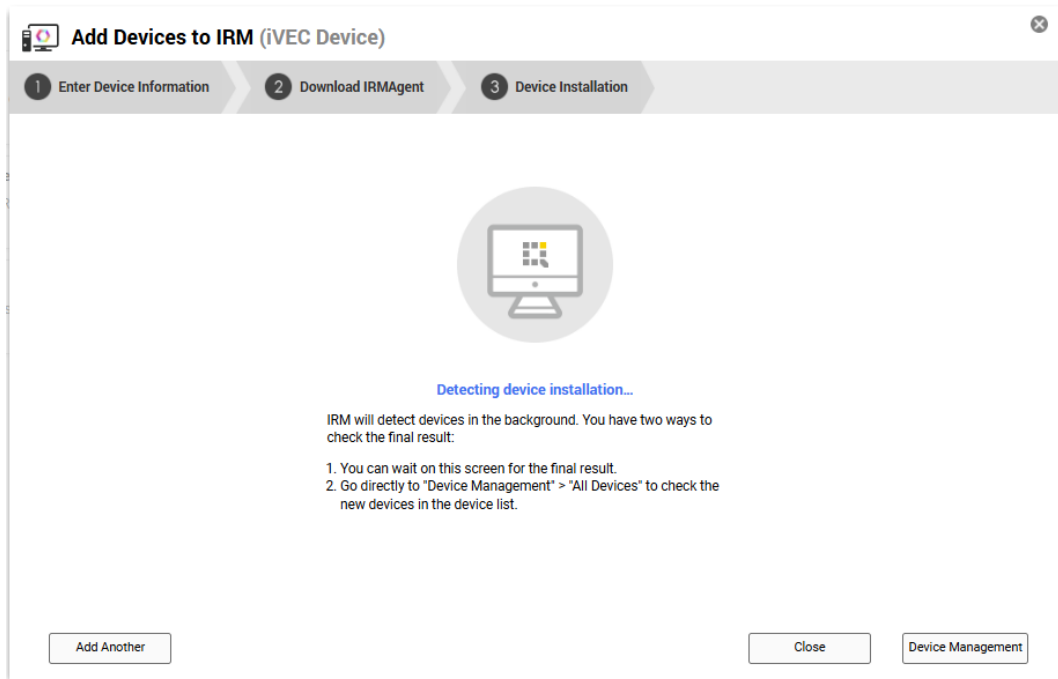 Add Devices to IRM (iVEC Device)
1 Enter Device Information 2 Download IRMAgent 3 Device Installation
Detecting device installation...
IRM will detect devices in the background. You have two ways to
check the final result:
1. You can wait on this screen for the final result.
2. Go directly to "Device Management" > "All Devices" to check the
new devices in the device list.
Add Another Close Device Management